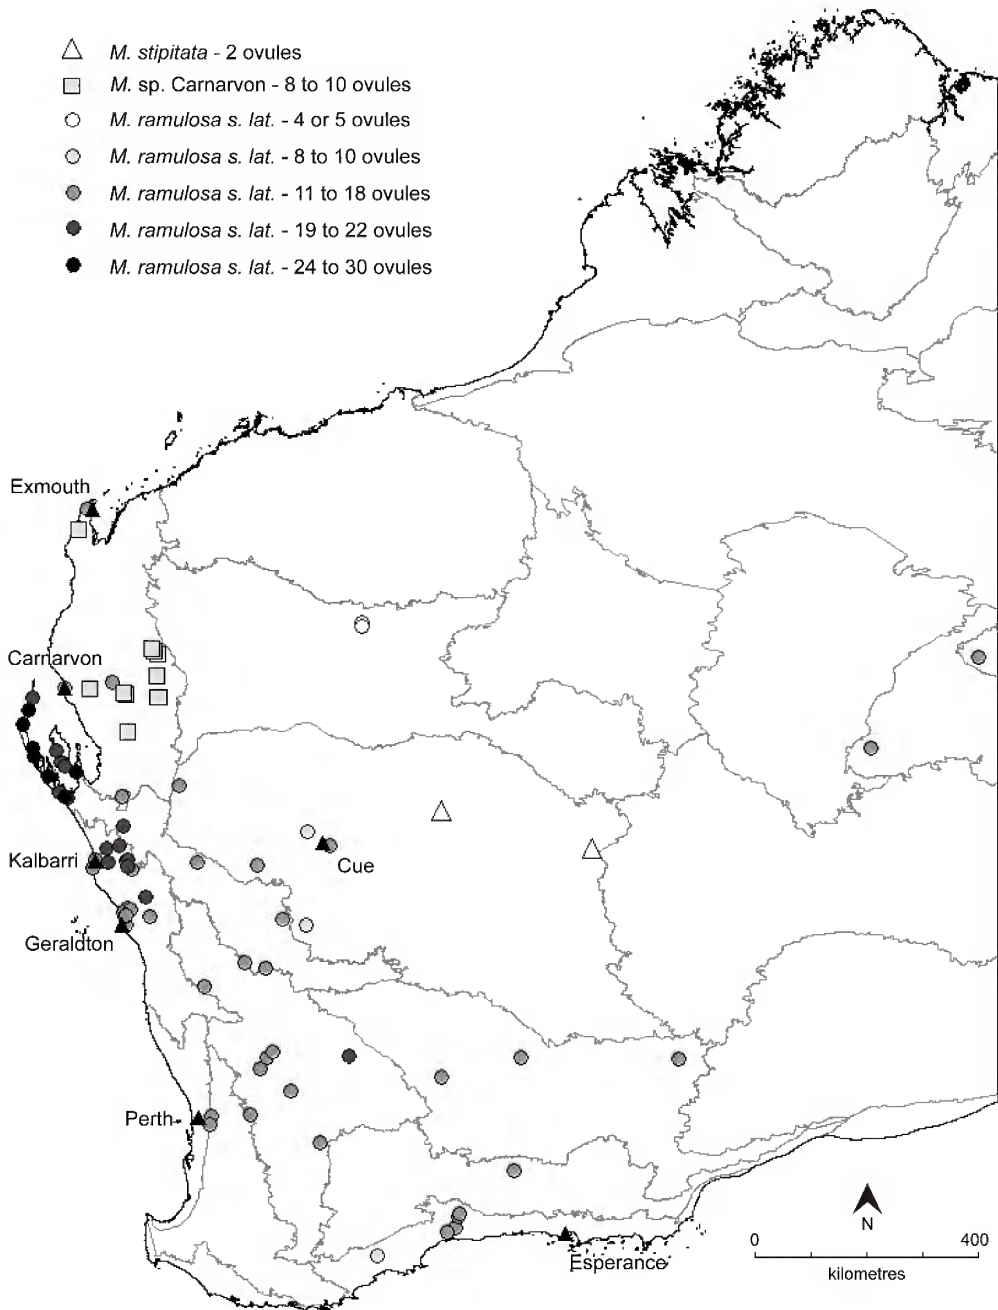 M. stipitata - 2 ovules
M. sp. Carnarvon - 8 to 10 ovules
M. ramulosa s. lat. - 4 or 5 ovules
M. ramulosa s. lat. - 8 to 10 ovules
M. ramulosa s. lat. - 11 to 18 ovules
M. ramulosa s. lat. - 19 to 22 ovules
M. ramulosa s. lat. - 24 to 30 ovules
Exmouth
Carnarvon
Kalbarri
Cue
Geraldton
Perth
N
Esperance
0 400
kilometres